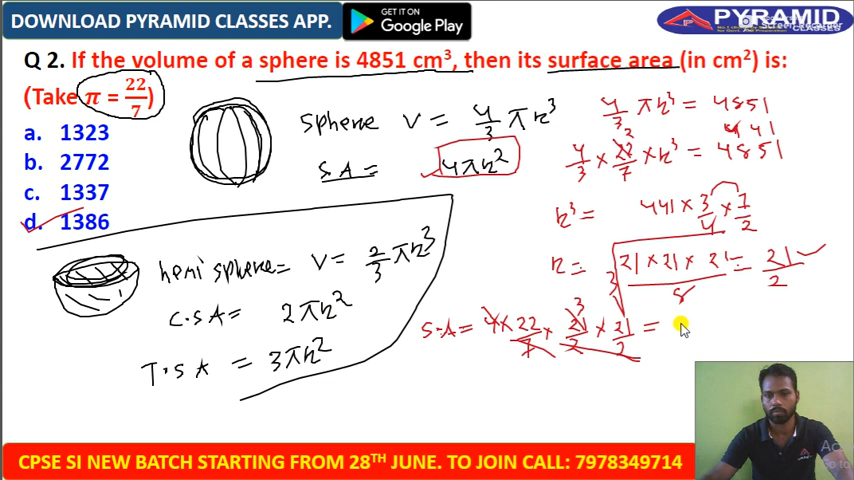 DOWNLOAD PYRAMID CLASSES APP.
GET IT ON
Google Play
PYRAMID
CLASSES
Q 2. If the volume of a sphere is 4851 cm³, then its surface area (in cm²) is:
(Take π = 22/7)
a. 1323
b. 2772
c. 1337
d. 1386
Sphere V = 4/3 πr³
S.A = 4πr²
4/3 πr³ = 4851
441
4/3 × 22/7 × r³ = 4851
2
r³ = 441 × 3/4 × 7/2
r = ³√21 × 21 × 21/8 = 21/2
hemisphere = V = 2/3 πr³
C.S.A = 2πr²
T.S.A = 3πr²
3
S.A = 4 × 22/7 × 21/2 × 21/2 =
CPSE SI NEW BATCH STARTING FROM 28TH JUNE. TO JOIN CALL: 7978349714